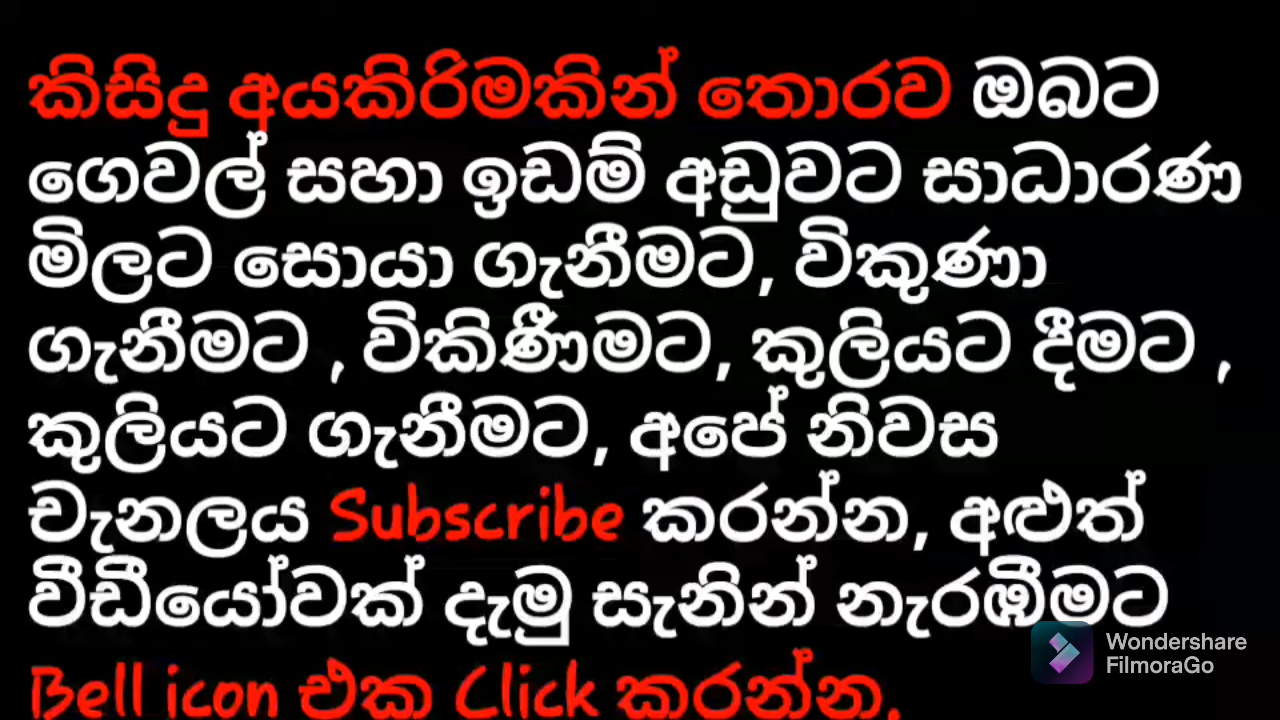 කිසිදු අයකිරිමකින් තොරව ඔබට
ගෙවල් සහා ඉඩම් අඩුවට සාධාරණ
මිලට සොයා ගැනීමට, විකුණා
ගැනීමට , විකිණීමට, කුලියට දීමට ,
කුලියට ගැනීමට, අපේ නිවස
චැනලය Subscribe කරන්න, අළුත්
වීඩීයෝවක් දැමු සැනින් නැරඹීමට
Bell icon එක Click කරන්න.
Wondershare
FilmoraGo